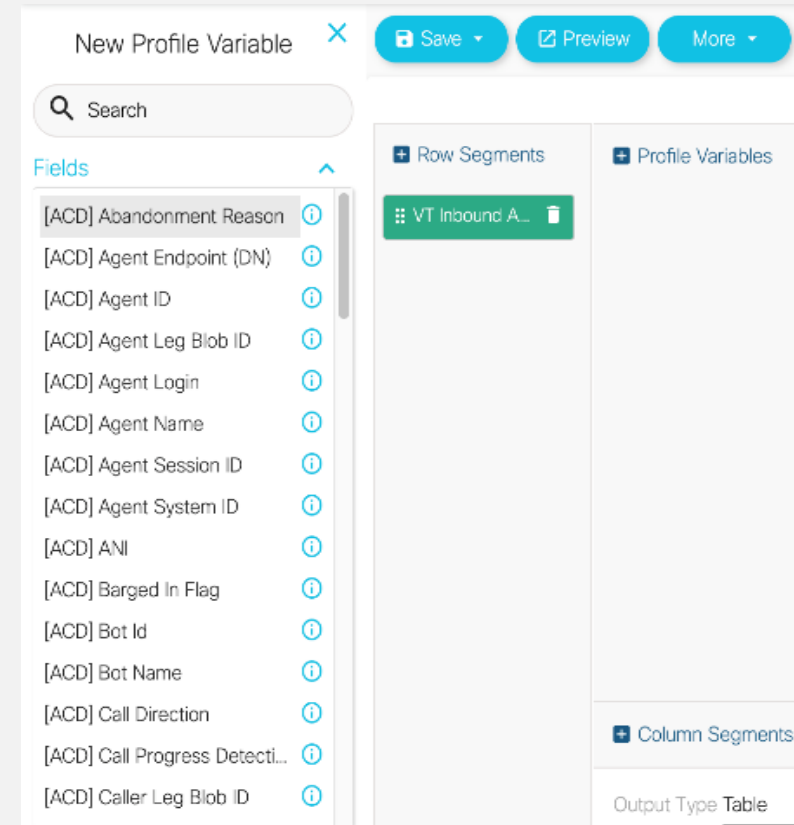 New Profile Variable
Save
Preview
More
Search
Fields
[ACD] Abandonment Reason
[ACD] Agent Endpoint (DN)
[ACD] Agent ID
[ACD] Agent Leg Blob ID
[ACD] Agent Login
[ACD] Agent Name
[ACD] Agent Session ID
[ACD] Agent System ID
[ACD] ANI
[ACD] Barged In Flag
[ACD] Bot Id
[ACD] Bot Name
[ACD] Call Direction
[ACD] Call Progress Detecti...
[ACD] Caller Leg Blob ID
Row Segments
VT Inbound A...
Profile Variables
Column Segments
Output Type Table